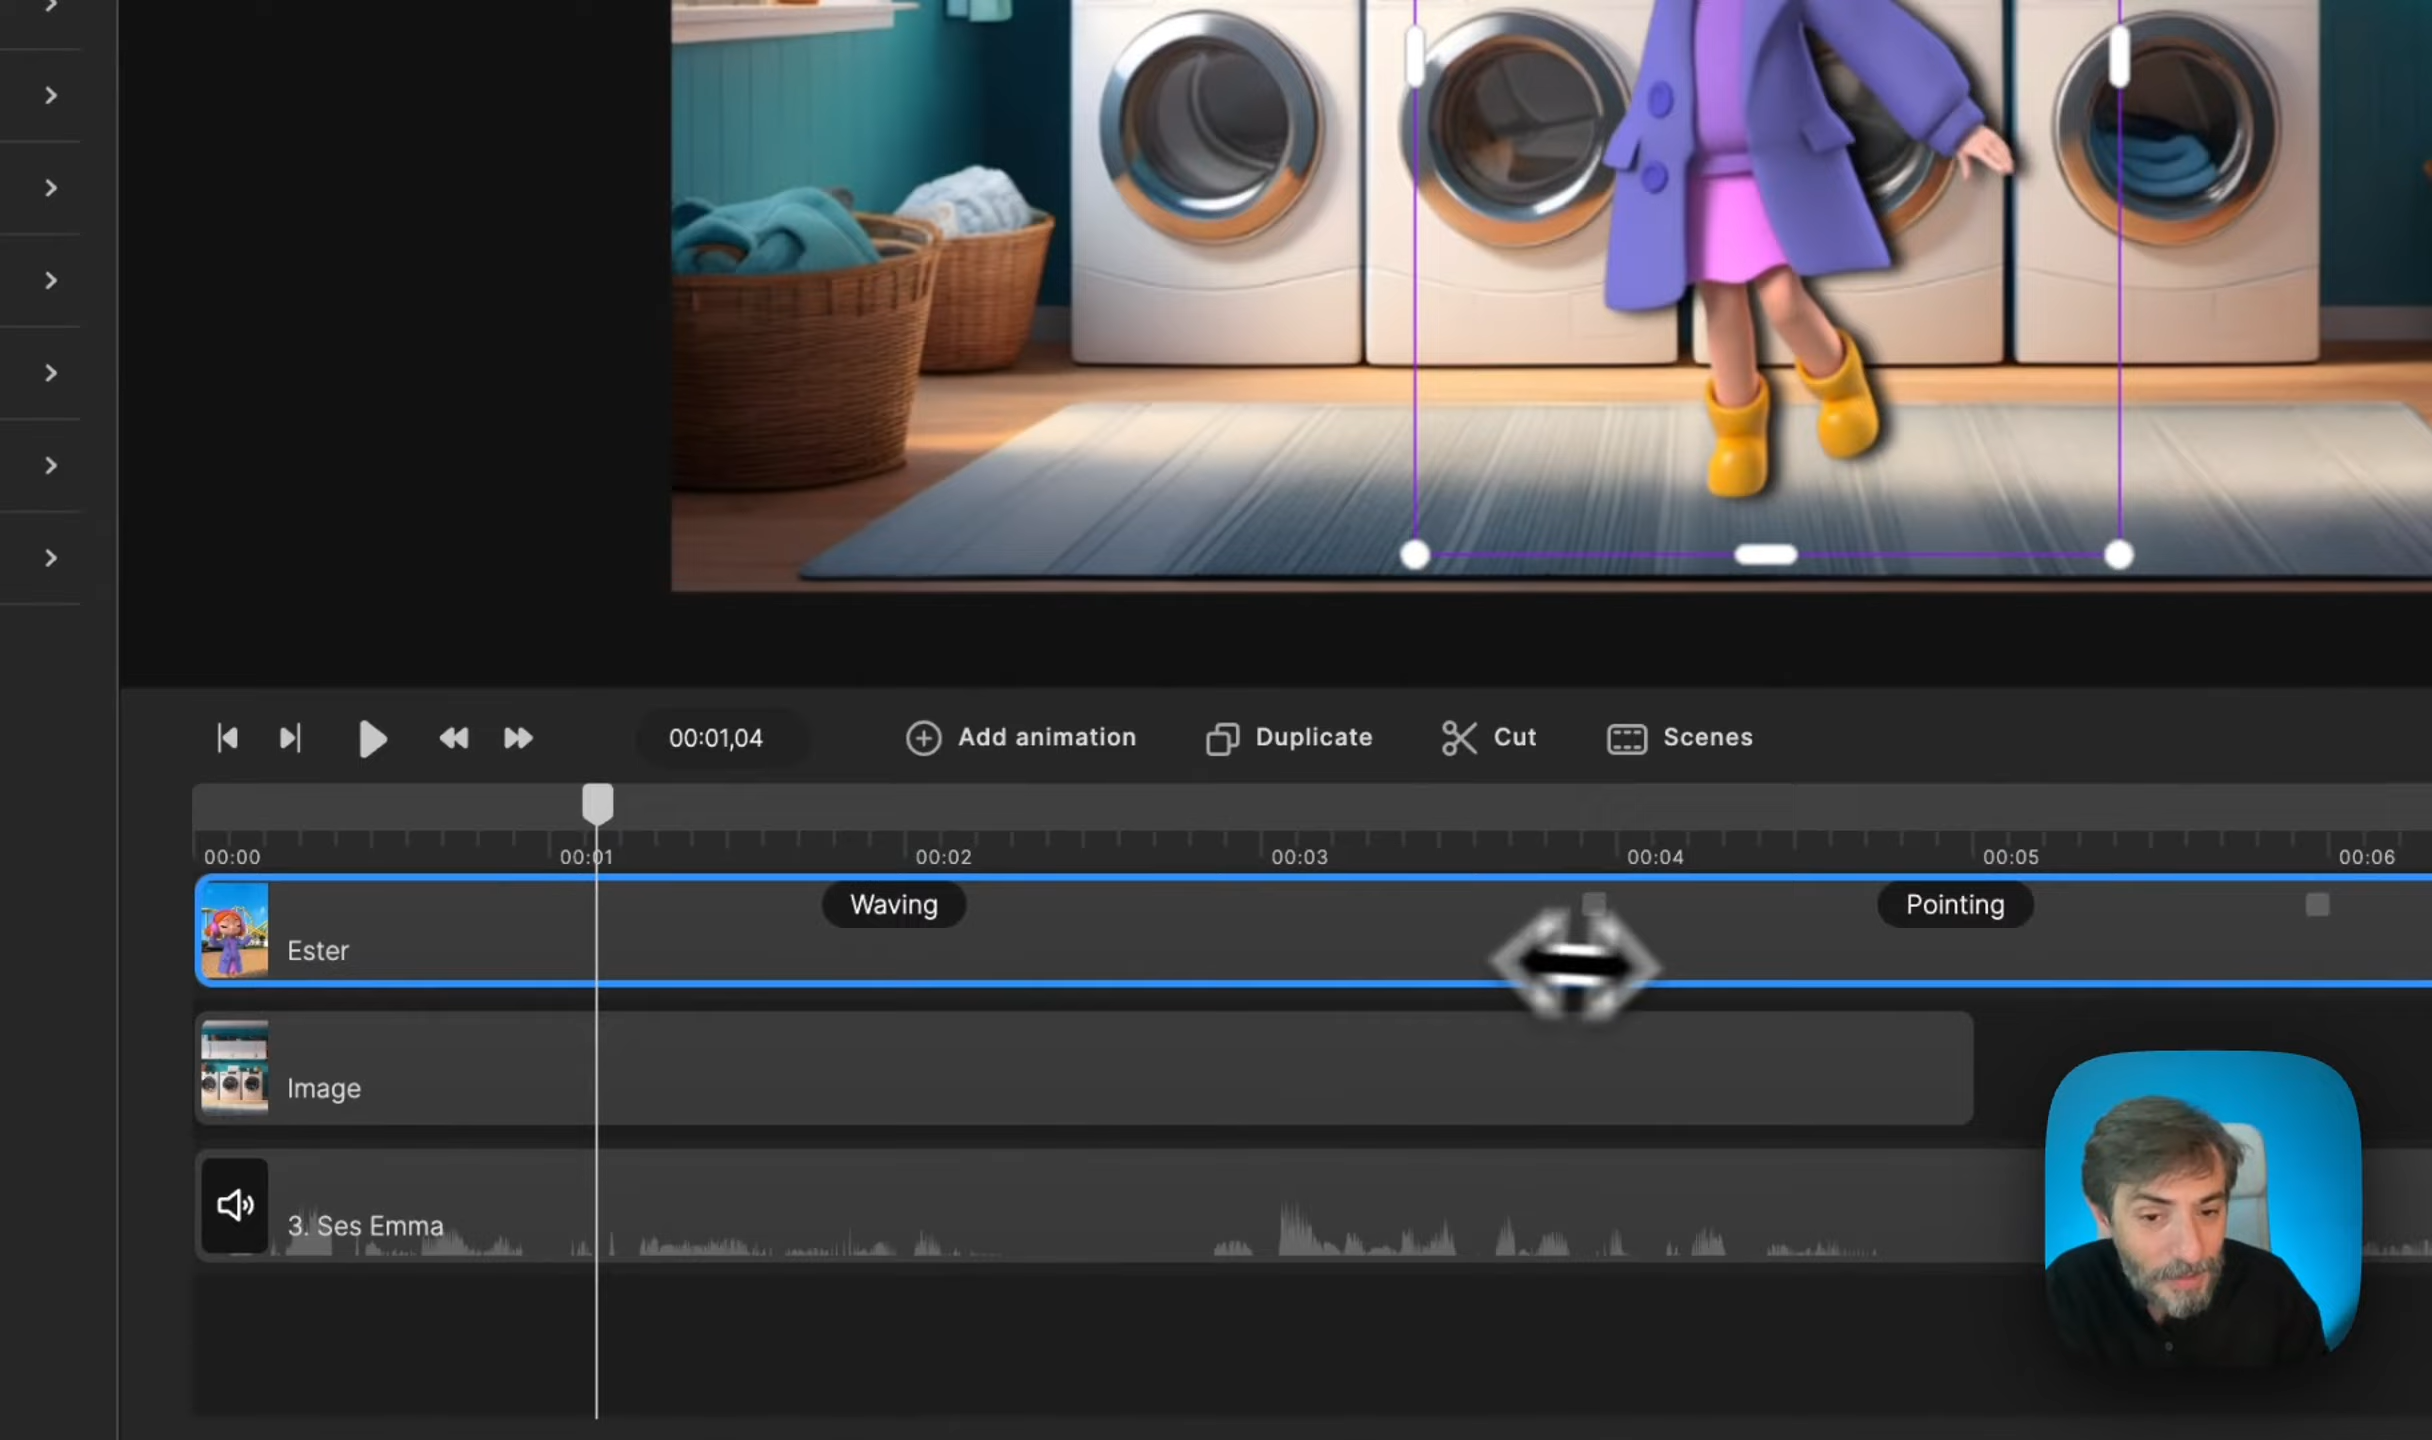 00:01,04
Add animation
Duplicate
Cut
Scenes
00:00
00:01
00:02
00:03
00:04
00:05
00:06
Waving
Pointing
Ester
Image
3. Ses Emma